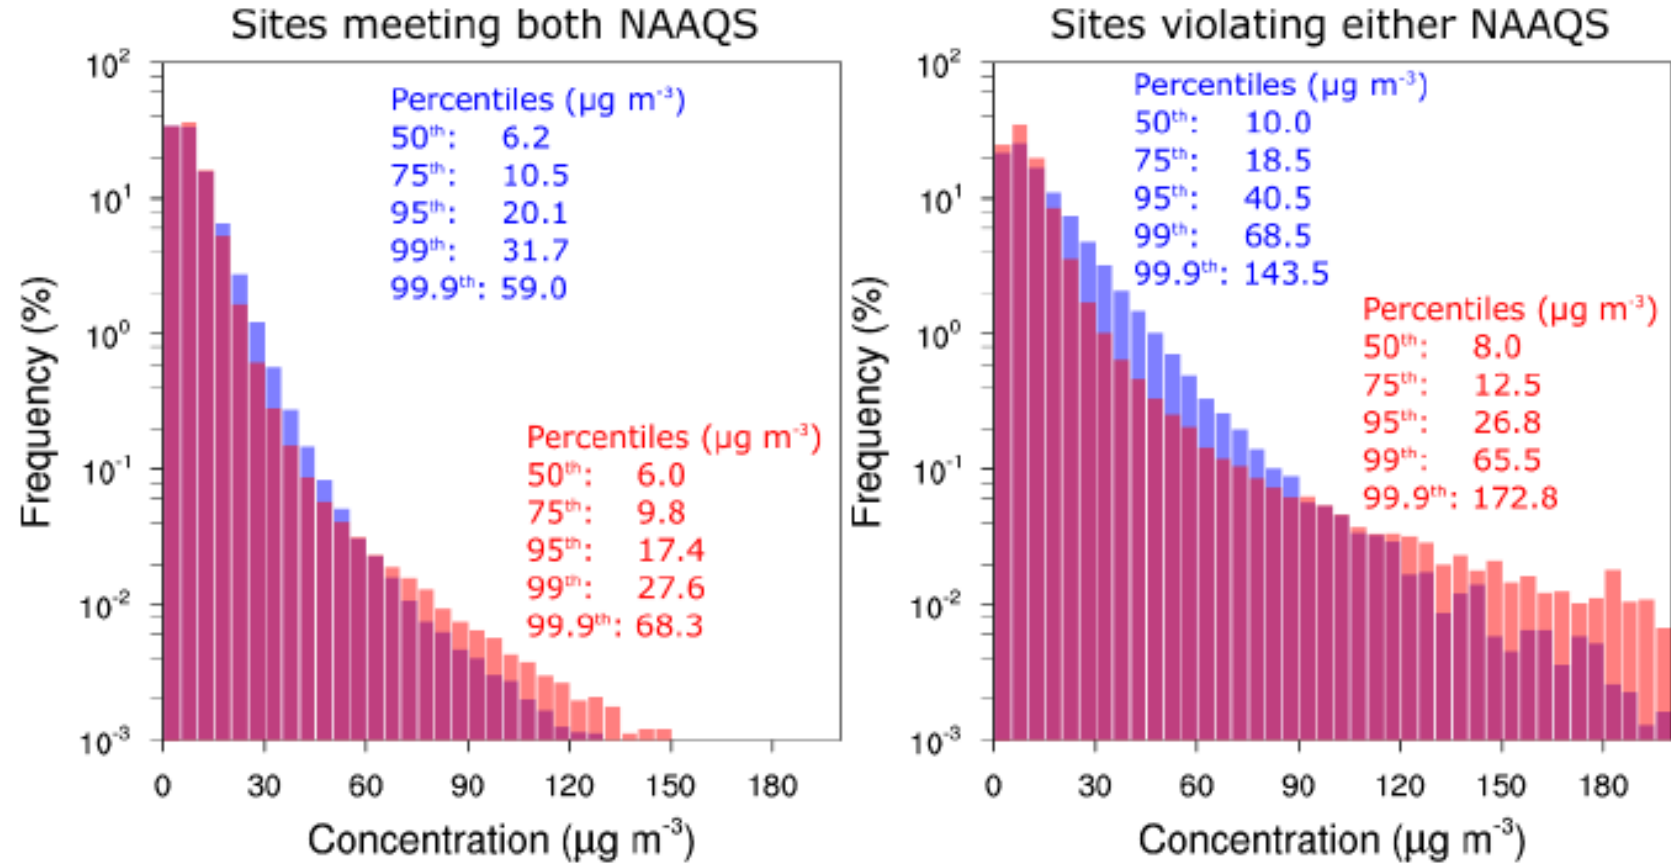 Sites meeting both NAAQS
10²
10¹
10⁰
10⁻¹
10⁻²
10⁻³
Frequency (%)
Percentiles (µg m⁻³)
50ᵗʰ: 6.2
75ᵗʰ: 10.5
95ᵗʰ: 20.1
99ᵗʰ: 31.7
99.9ᵗʰ: 59.0
Percentiles (µg m⁻³)
50ᵗʰ: 6.0
75ᵗʰ: 9.8
95ᵗʰ: 17.4
99ᵗʰ: 27.6
99.9ᵗʰ: 68.3
0 30 60 90 120 150 180
Concentration (µg m⁻³)
Sites violating either NAAQS
10²
10¹
10⁰
10⁻¹
10⁻²
10⁻³
Frequency (%)
Percentiles (µg m⁻³)
50ᵗʰ: 10.0
75ᵗʰ: 18.5
95ᵗʰ: 40.5
99ᵗʰ: 68.5
99.9ᵗʰ: 143.5
Percentiles (µg m⁻³)
50ᵗʰ: 8.0
75ᵗʰ: 12.5
95ᵗʰ: 26.8
99ᵗʰ: 65.5
99.9ᵗʰ: 172.8
0 30 60 90 120 150 180
Concentration (µg m⁻³)